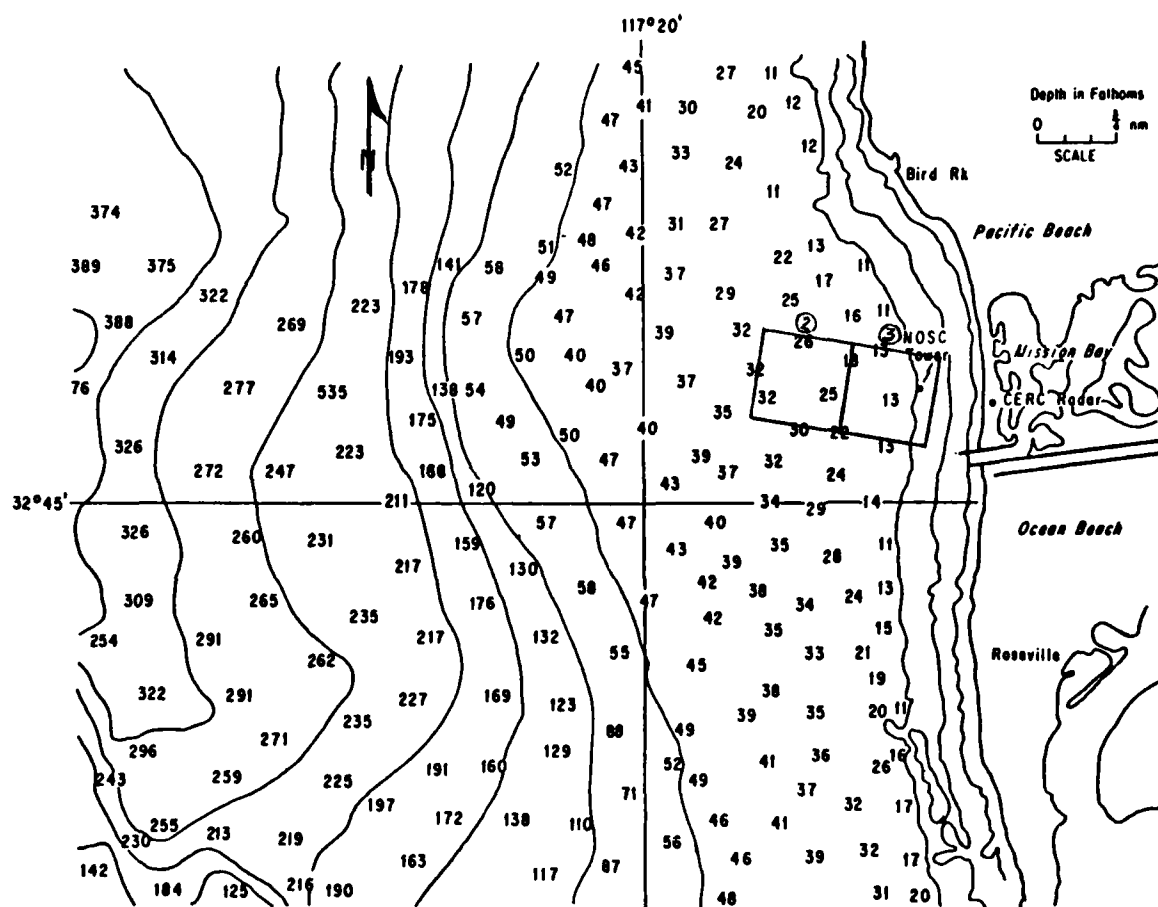 117°20'
45 27 11
Depth in Fathoms
41 30 20 12
0 1 nm
47
SCALE
33 12
52 43 24
Bird Rk
11
47
374
31 27
42
Pacific Beach
51 48 13
389 375 141 58 46 22 11
49 37
178 17
322 42 29
223 25
388 269 57 47 16 11
② ③
39 32 NOSC
26 13
314 193 50 40 18 Tower
Mission Bay
37 32
76 277 535 138 54 40 37
32 25 13 CERC Radar
175 49 35
50 40 30 22
326 223 13
53 47 39 32
272 247 166 37 24
43
120
32°45' 211 34 29 14
57 47 40
326 Ocean Beach
260 231 159 43 35 11
39 28
217 130
58 42 38 13
309 265 176 47 34 24
235 42
254 291 217 132 35 15
55 33 21
262 45 Roseville
19
322 291 227 169 123 38
39 35 20 11
235
271 88 49
296 129 36 16
243 259 225 191 160 52 41 26
49
71 37
197 32 17
255 213 172 138 110 46 41
230 219
56
142 163 87 46 39 32 17
117
184 125 216 190 48 31 20
N